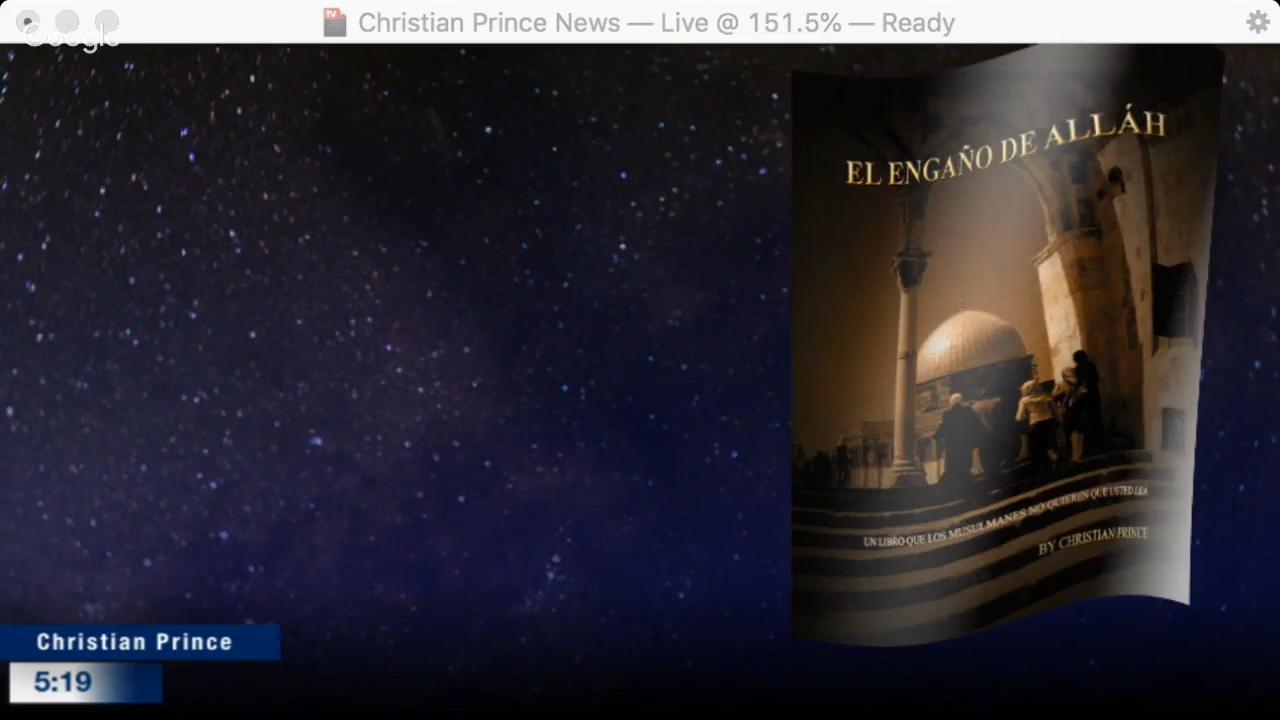 Christian Prince News — Live @ 151.5% — Ready
Google
EL ENGAÑO DE ALLÁH
UN LIBRO QUE LOS MUSULMANES NO QUIEREN QUE USTED LEA
BY CHRISTIAN PRINCE
Christian Prince
5:19